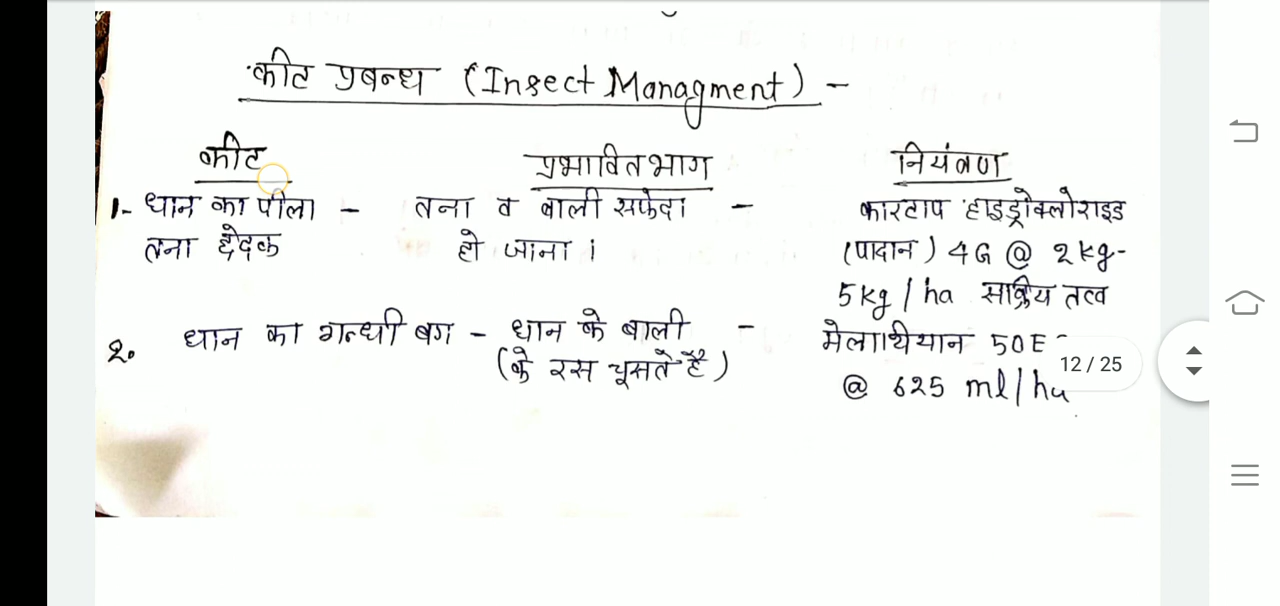 कीट प्रबन्ध (Insect Managment) -
कीट प्रभावित भाग नियंत्रण
1- धान का पीला - तना व बाली सफेदा - कारटाप हाइड्रोक्लोराइड
तना छेदक हो जाना । (पादान) 4G @ 2kg-
5kg/ha सक्रिय तत्व
2. धान का गन्धी बग - धान के बाली - मेलाथियान 50E
(के रस चूसते है) @ 625 ml/ha
12 / 25